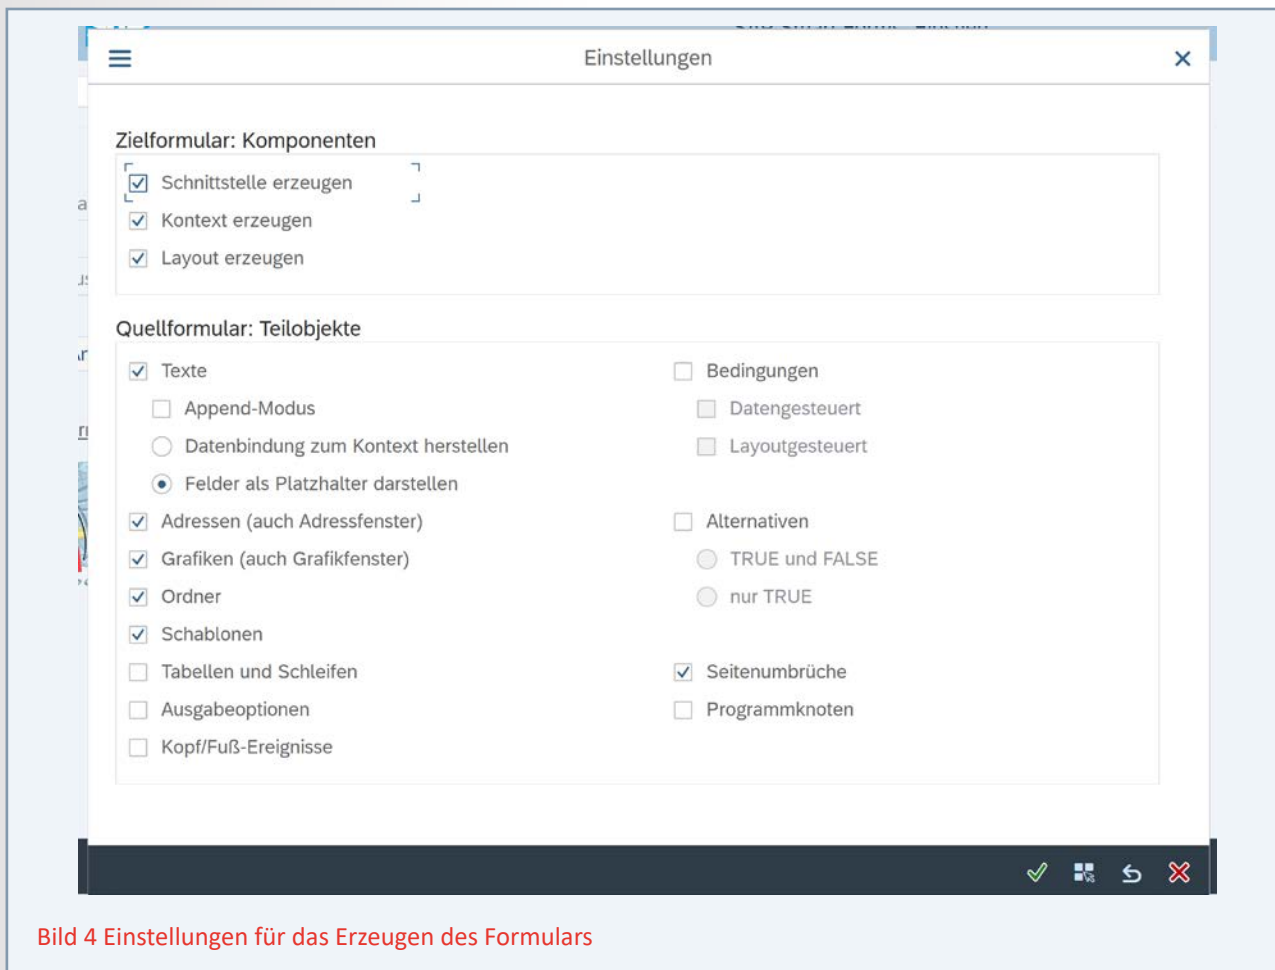 Einstellungen
Zielformular: Komponenten
Schnittstelle erzeugen
Kontext erzeugen
Layout erzeugen
Quellformular: Teilobjekte
Texte
Append-Modus
Datenbindung zum Kontext herstellen
Felder als Platzhalter darstellen
Adressen (auch Adressfenster)
Grafiken (auch Grafikfenster)
Ordner
Schablonen
Tabellen und Schleifen
Ausgabeoptionen
Kopf/Fuß-Ereignisse
Bedingungen
Datengesteuert
Layoutgesteuert
Alternativen
TRUE und FALSE
nur TRUE
Seitenumbrüche
Programmknoten
Bild 4 Einstellungen für das Erzeugen des Formulars